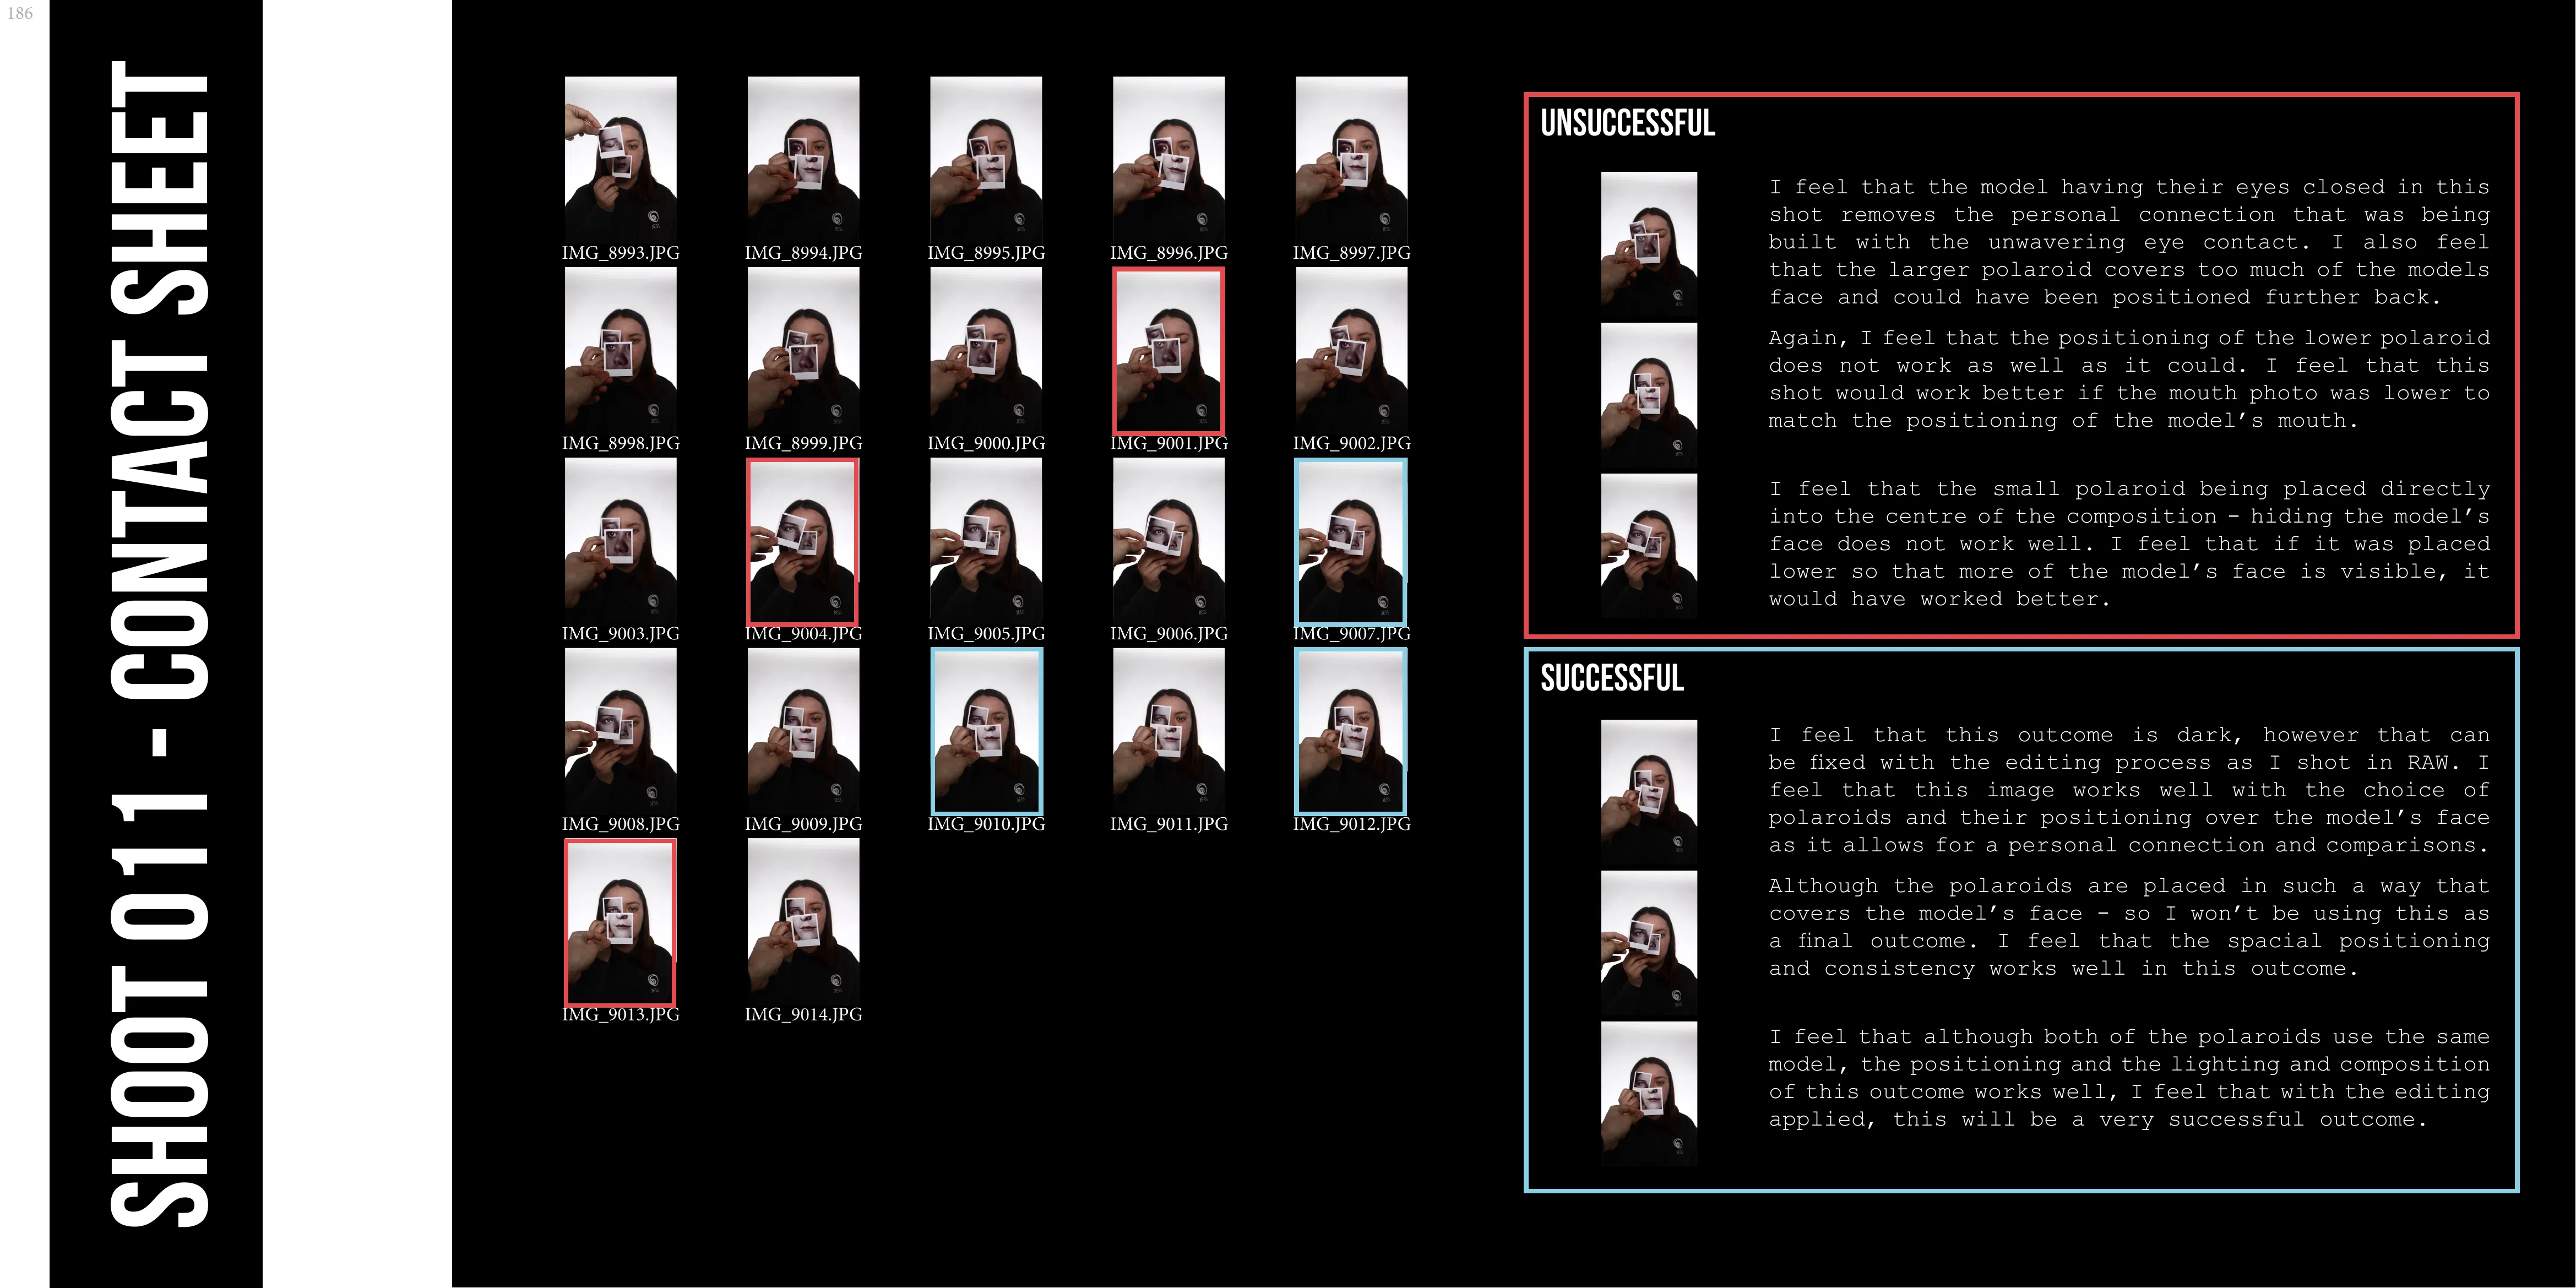 186
SHOOT 011 - CONTACT SHEET
IMG_8993.JPG IMG_8994.JPG IMG_8995.JPG IMG_8996.JPG IMG_8997.JPG
IMG_8998.JPG IMG_8999.JPG IMG_9000.JPG IMG_9001.JPG IMG_9002.JPG
IMG_9003.JPG IMG_9004.JPG IMG_9005.JPG IMG_9006.JPG IMG_9007.JPG
IMG_9008.JPG IMG_9009.JPG IMG_9010.JPG IMG_9011.JPG IMG_9012.JPG
IMG_9013.JPG IMG_9014.JPG
UNSUCCESSFUL
I feel that the model having their eyes closed in this
shot removes the personal connection that was being
built with the unwavering eye contact. I also feel
that the larger polaroid covers too much of the models
face and could have been positioned further back.
Again, I feel that the positioning of the lower polaroid
does not work as well as it could. I feel that this
shot would work better if the mouth photo was lower to
match the positioning of the model's mouth.
I feel that the small polaroid being placed directly
into the centre of the composition - hiding the model's
face does not work well. I feel that if it was placed
lower so that more of the model's face is visible, it
would have worked better.
SUCCESSFUL
I feel that this outcome is dark, however that can
be fixed with the editing process as I shot in RAW. I
feel that this image works well with the choice of
polaroids and their positioning over the model's face
as it allows for a personal connection and comparisons.
Although the polaroids are placed in such a way that
covers the model's face - so I won't be using this as
a final outcome. I feel that the spacial positioning
and consistency works well in this outcome.
I feel that although both of the polaroids use the same
model, the positioning and the lighting and composition
of this outcome works well, I feel that with the editing
applied, this will be a very successful outcome.